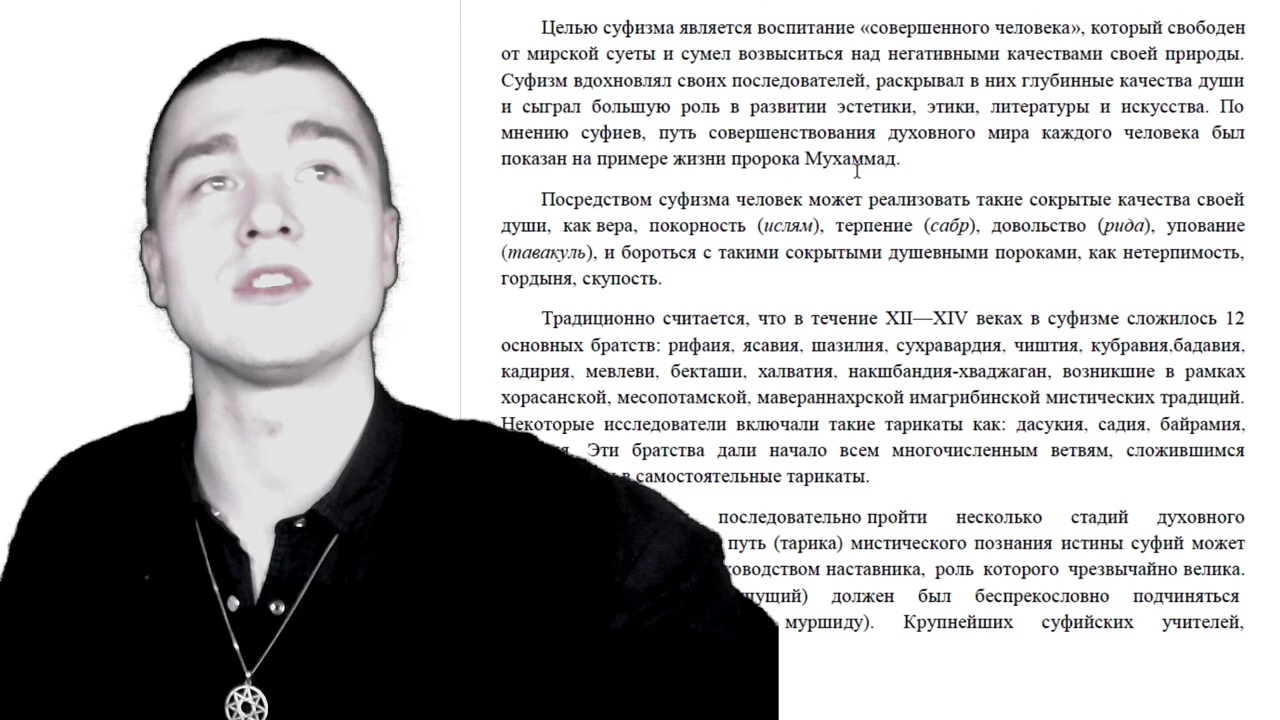 Целью суфизма является воспитание «совершенного человека», который свободен
от мирской суеты и сумел возвыситься над негативными качествами своей природы.
Суфизм вдохновлял своих последователей, раскрывал в них глубинные качества души
и сыграл большую роль в развитии эстетики, этики, литературы и искусства. По
мнению суфиев, путь совершенствования духовного мира каждого человека был
показан на примере жизни пророка Мухаммад.
Посредством суфизма человек может реализовать такие сокрытые качества своей
души, как вера, покорность (ислям), терпение (сабр), довольство (рида), упование
(тавакуль), и бороться с такими сокрытыми душевными пороками, как нетерпимость,
гордыня, скупость.
Традиционно считается, что в течение XII—XIV веках в суфизме сложилось 12
основных братств: рифаия, ясавия, шазилия, сухравардия, чиштия, кубравия,бадавия,
кадирия, мевлеви, бекташи, халватия, накшбандия-хваджаган, возникшие в рамках
хорасанской, месопотамской, мавераннахрской имагрибинской мистических традиций.
Некоторые исследователи включали такие тарикаты как: дасукия, садия, байрамия,
Эти братства дали начало всем многочисленным ветвям, сложившимся
в самостоятельные тарикаты.
последовательно пройти несколько стадий духовного
путь (тарика) мистического познания истины суфий может
наставника, роль которого чрезвычайно велика.
должен был беспрекословно подчиняться
муршиду). Крупнейших суфийских учителей,